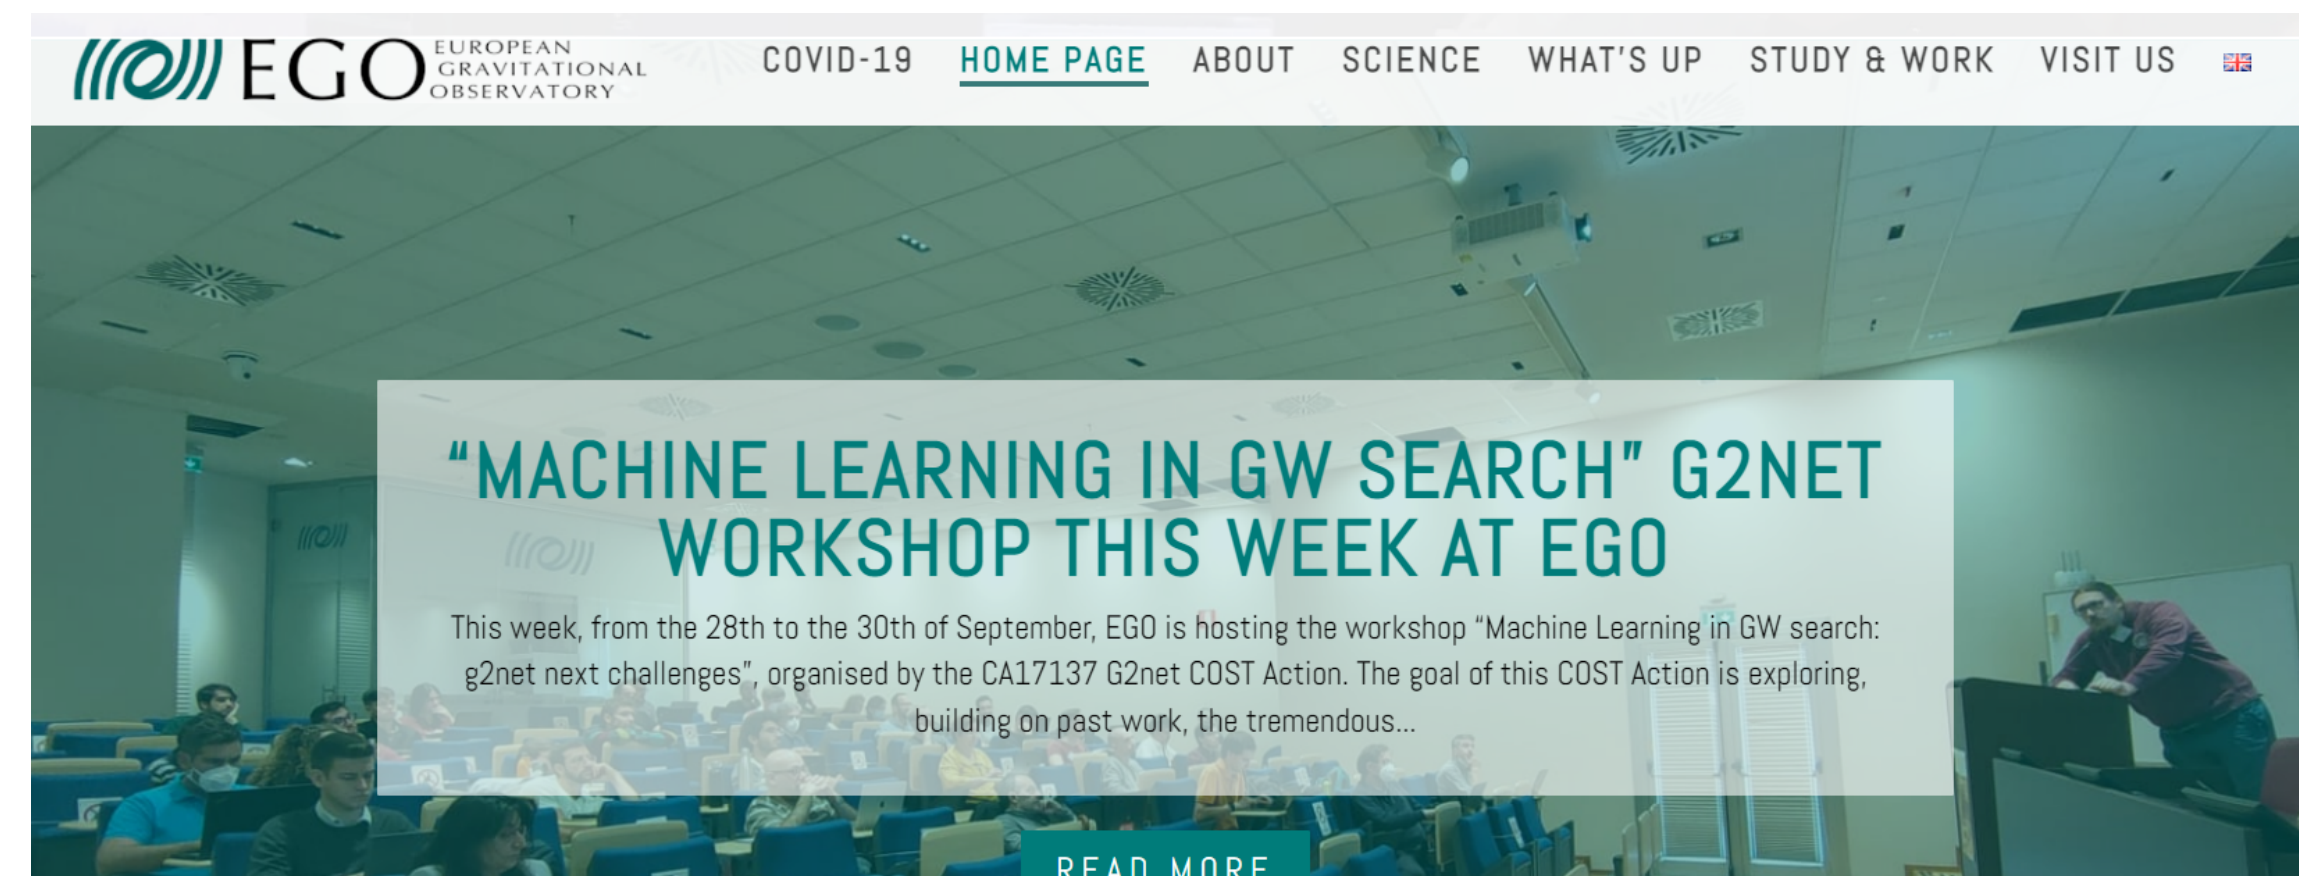 EGO EUROPEAN
GRAVITATIONAL
OBSERVATORY
COVID-19 HOME PAGE ABOUT SCIENCE WHAT'S UP STUDY & WORK VISIT US
“MACHINE LEARNING IN GW SEARCH” G2NET
WORKSHOP THIS WEEK AT EGO
This week, from the 28th to the 30th of September, EGO is hosting the workshop “Machine Learning in GW search:
g2net next challenges”, organised by the CA17137 G2net COST Action. The goal of this COST Action is exploring,
building on past work, the tremendous...
READ MORE